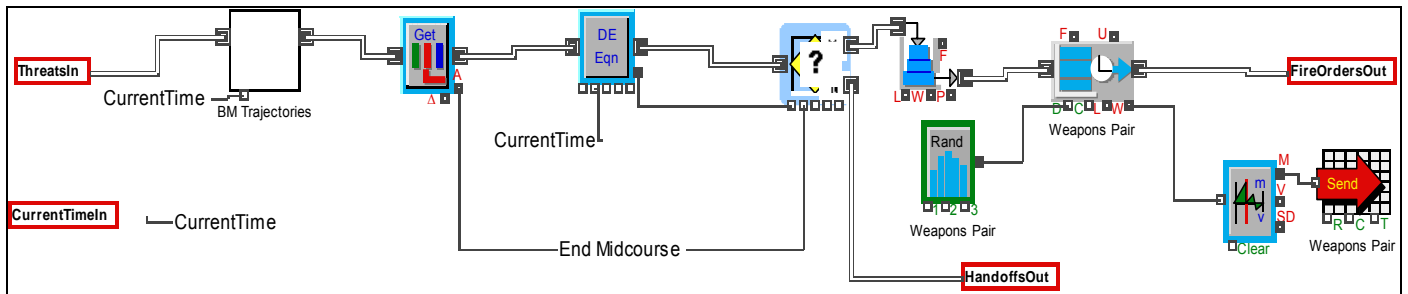 ThreatsIn
CurrentTime
BM Trajectories
Get
A
Δ
DE
Eqn
CurrentTime
?
F
L W P
F U
D C L W
Weapons Pair
FireOrdersOut
Rand
1 2 3
Weapons Pair
m
v
M
V
SD
Clear
Send
R C T
Weapons Pair
CurrentTimeIn
CurrentTime
End Midcourse
HandoffsOut